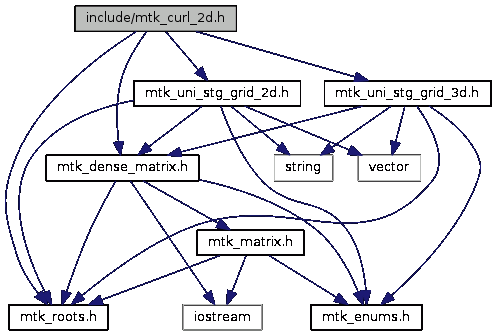 include/mtk_curl_2d.h
mtk_uni_stg_grid_2d.h
mtk_uni_stg_grid_3d.h
mtk_dense_matrix.h
string
vector
mtk_matrix.h
mtk_roots.h
iostream
mtk_enums.h